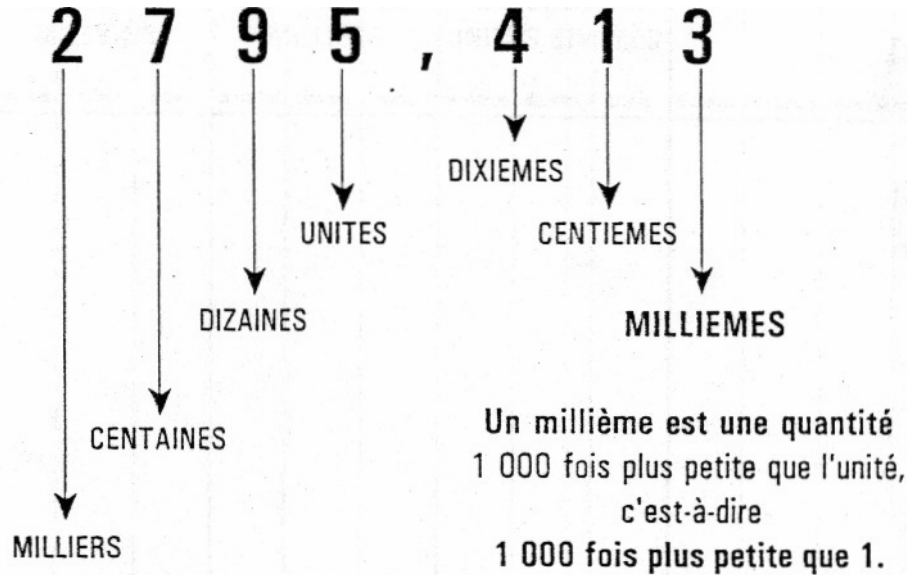 2 7 9 5 , 4 1 3
DIXIEMES
UNITES CENTIEMES
DIZAINES MILLIEMES
Un millième est une quantité
CENTAINES
1 000 fois plus petite que l'unité,
c'est-à-dire
MILLIERS
1 000 fois plus petite que 1.